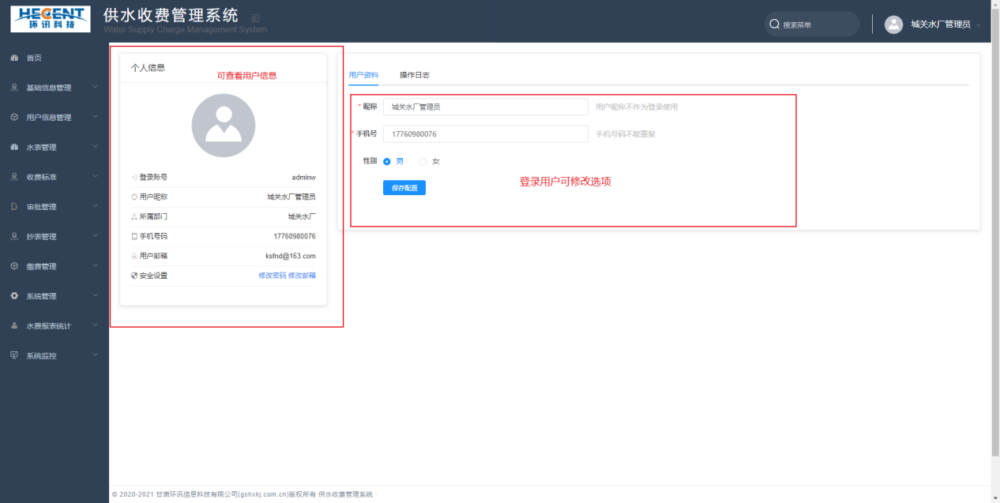 HECENT
环讯科技
供水收费管理系统
Water Supply Charge Management System
搜索菜单
城关水厂管理员
首页
基础信息管理
用户信息管理
水表管理
收费标准
审批管理
抄表管理
缴费管理
系统管理
水费报表统计
系统监控
个人信息
可查看用户信息
登录账号 adminw
用户昵称 城关水厂管理员
所属部门 城关水厂
手机号码 17760980076
用户邮箱 ksfnd@163.com
安全设置 修改密码 修改邮箱
用户资料 操作日志
* 昵称 城关水厂管理员 用户昵称不作为登录使用
* 手机号 17760980076 手机号码不能重复
性别 男 女
登录用户可修改选项
保存配置
© 2020-2021 甘肃环讯信息科技有限公司(gshxkj.com.cn)版权所有 供水收费管理系统 ·